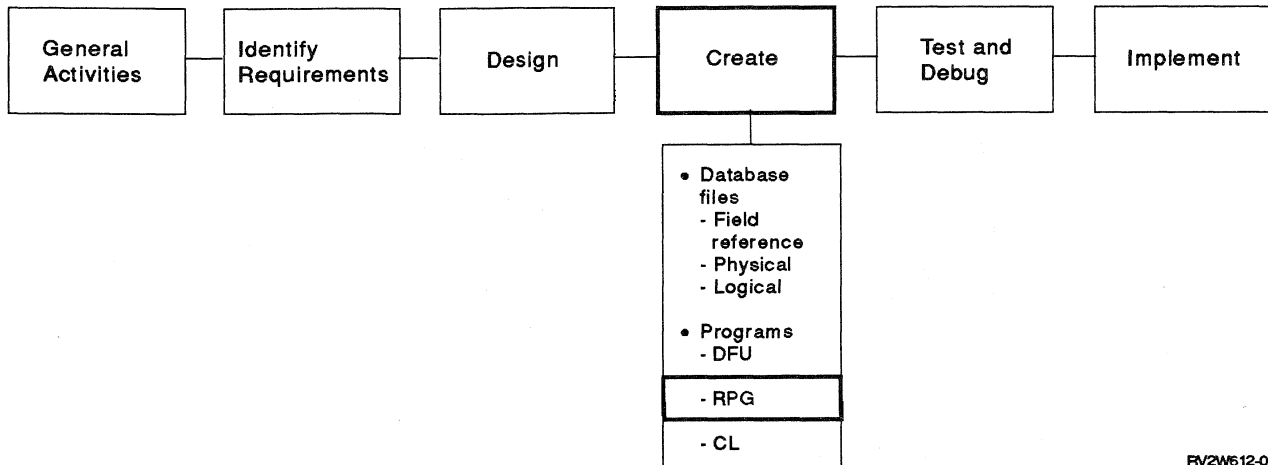 General
Activities
Identify
Requirements
Design
Create
Test and
Debug
Implement
• Database
files
- Field
reference
- Physical
- Logical
• Programs
- DFU
- RPG
- CL
RV2W612-0